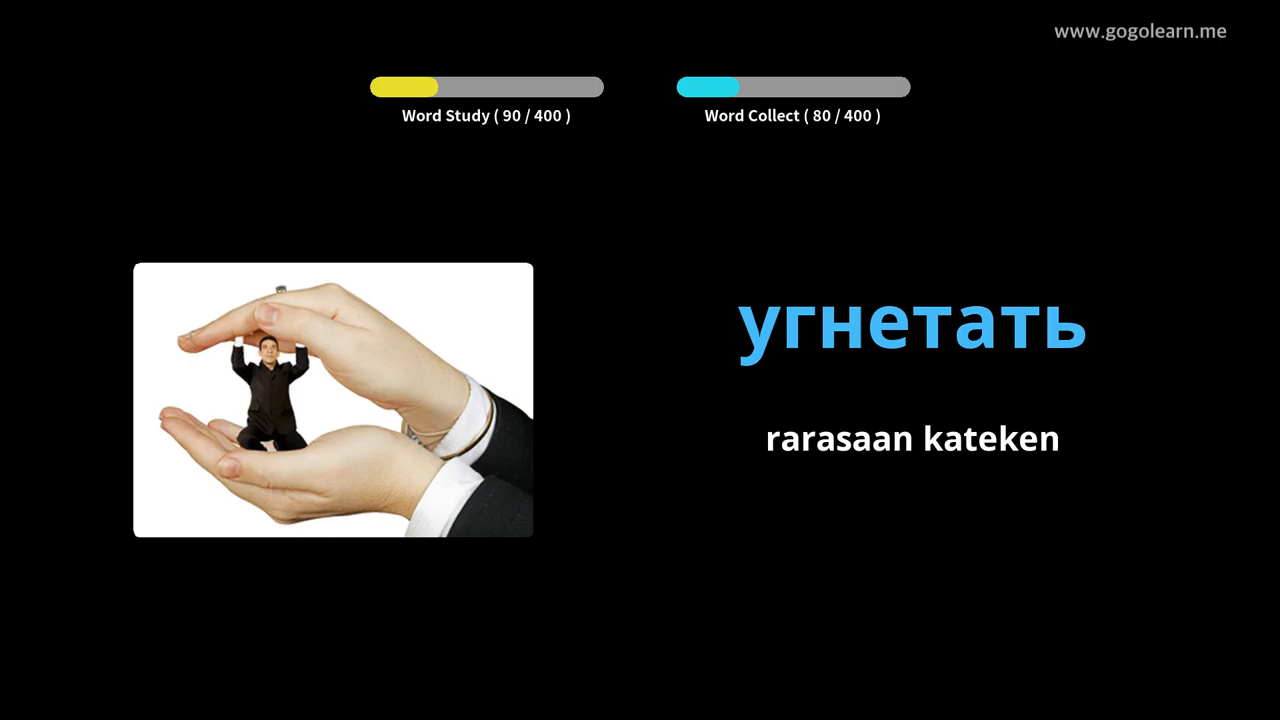 www.gogolearn.me
Word Study ( 90 / 400 )
Word Collect ( 80 / 400 )
угнетать
rarasaan kateken